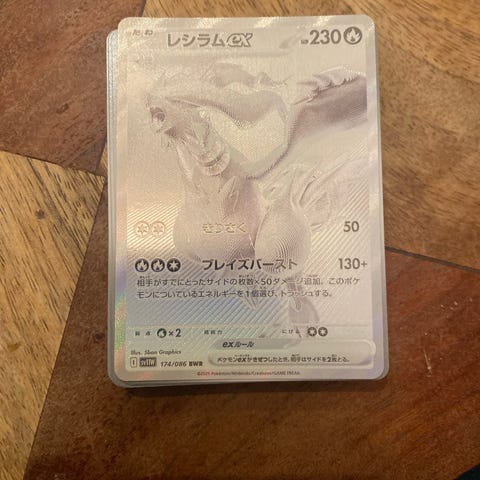 たね レシラムex HP230
きりさく 50
ブレイズバースト 130+
相手がすでにとったサイドの枚数×50ダメージ追加。このポケ
モンについているエネルギーを1個選び、トラッシュする。
弱点 ×2 抵抗力 にげる
exルール
Illus. 5ban Graphics
ポケモンexがきぜつしたとき、相手はサイドを2枚とる。
I SV11W 174/086 BWR
©2025 Pokémon/Nintendo/Creatures/GAME FREAK.